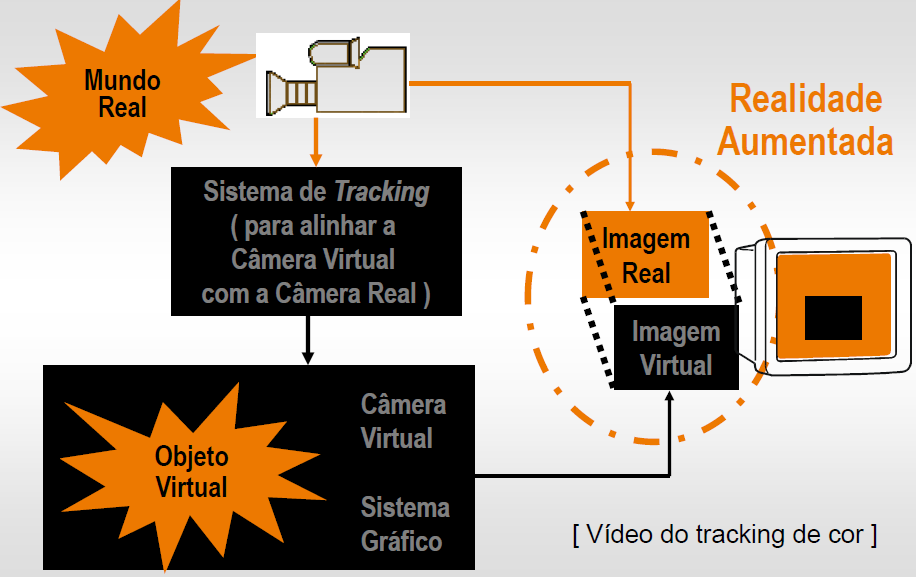 Mundo
Real
Realidade
Aumentada
Sistema de Tracking
( para alinhar a
Câmera Virtual
com a Câmera Real )
Imagem
Real
Imagem
Virtual
Câmera
Virtual
Objeto
Virtual
Sistema
Gráfico
[ Vídeo do tracking de cor ]